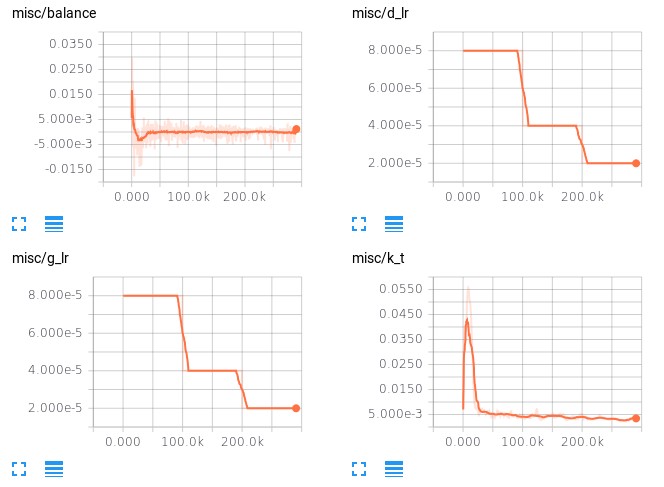 misc/balance
0.0350
0.0250
0.0150
5.000e-3
-5.000e-3
-0.0150
0.000 100.0k 200.0k
misc/d_lr
8.000e-5
6.000e-5
4.000e-5
2.000e-5
0.000 100.0k 200.0k
misc/g_lr
8.000e-5
6.000e-5
4.000e-5
2.000e-5
0.000 100.0k 200.0k
misc/k_t
0.0550
0.0350
0.0250
0.0150
5.000e-3
0.000 100.0k 200.0k